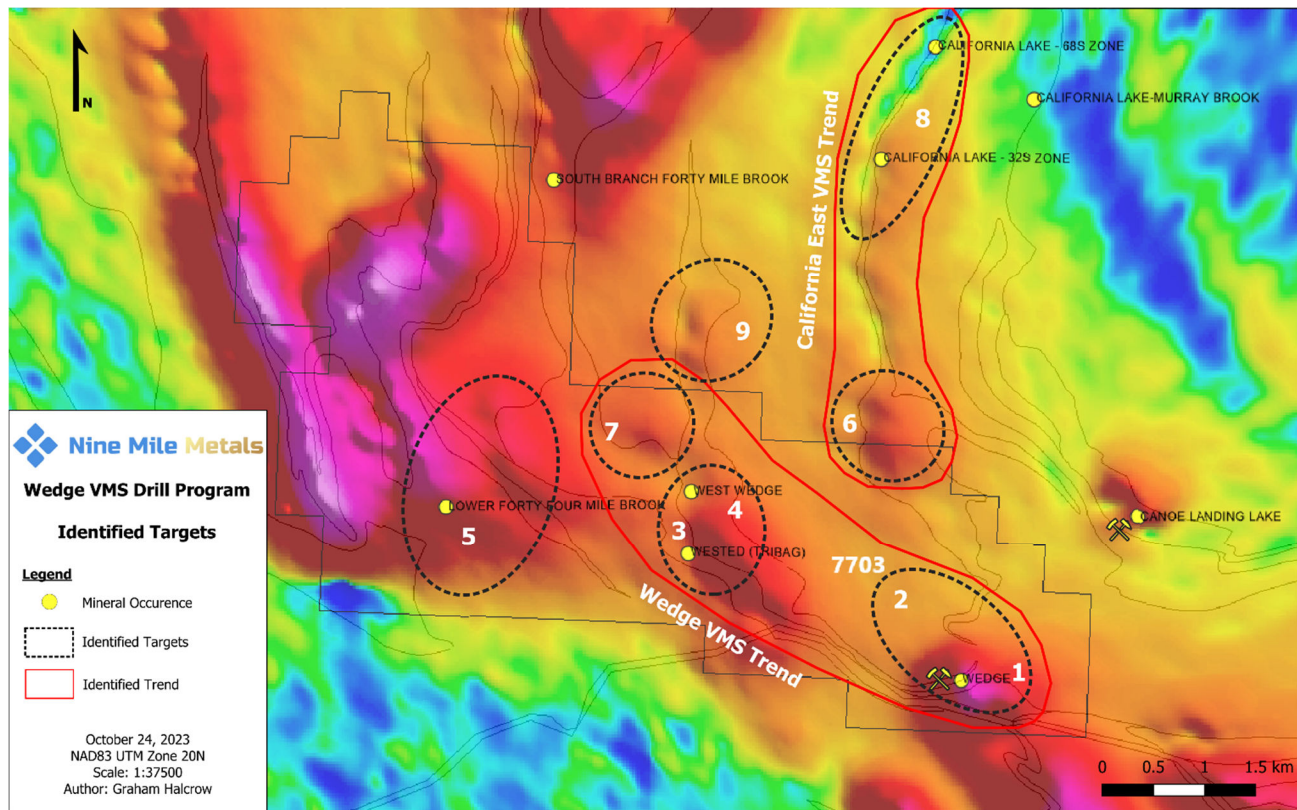 N
CALIFORNIA LAKE - 68S ZONE
CALIFORNIA LAKE-MURRAY BROOK
8
CALIFORNIA LAKE - 32S ZONE
SOUTH BRANCH FORTY MILE BROOK
California East VMS Trend
9
7
6
WEST WEDGE
LOWER FORTY FOUR MILE BROOK
4
5
3
WESTED (TRIBAG)
CANOE LANDING LAKE
7703
2
Wedge VMS Trend
WEDGE
1
Nine Mile Metals
Wedge VMS Drill Program
Identified Targets
Legend
Mineral Occurence
Identified Targets
Identified Trend
October 24, 2023
NAD83 UTM Zone 20N
Scale: 1:37500
Author: Graham Halcrow
0 0.5 1 1.5 km